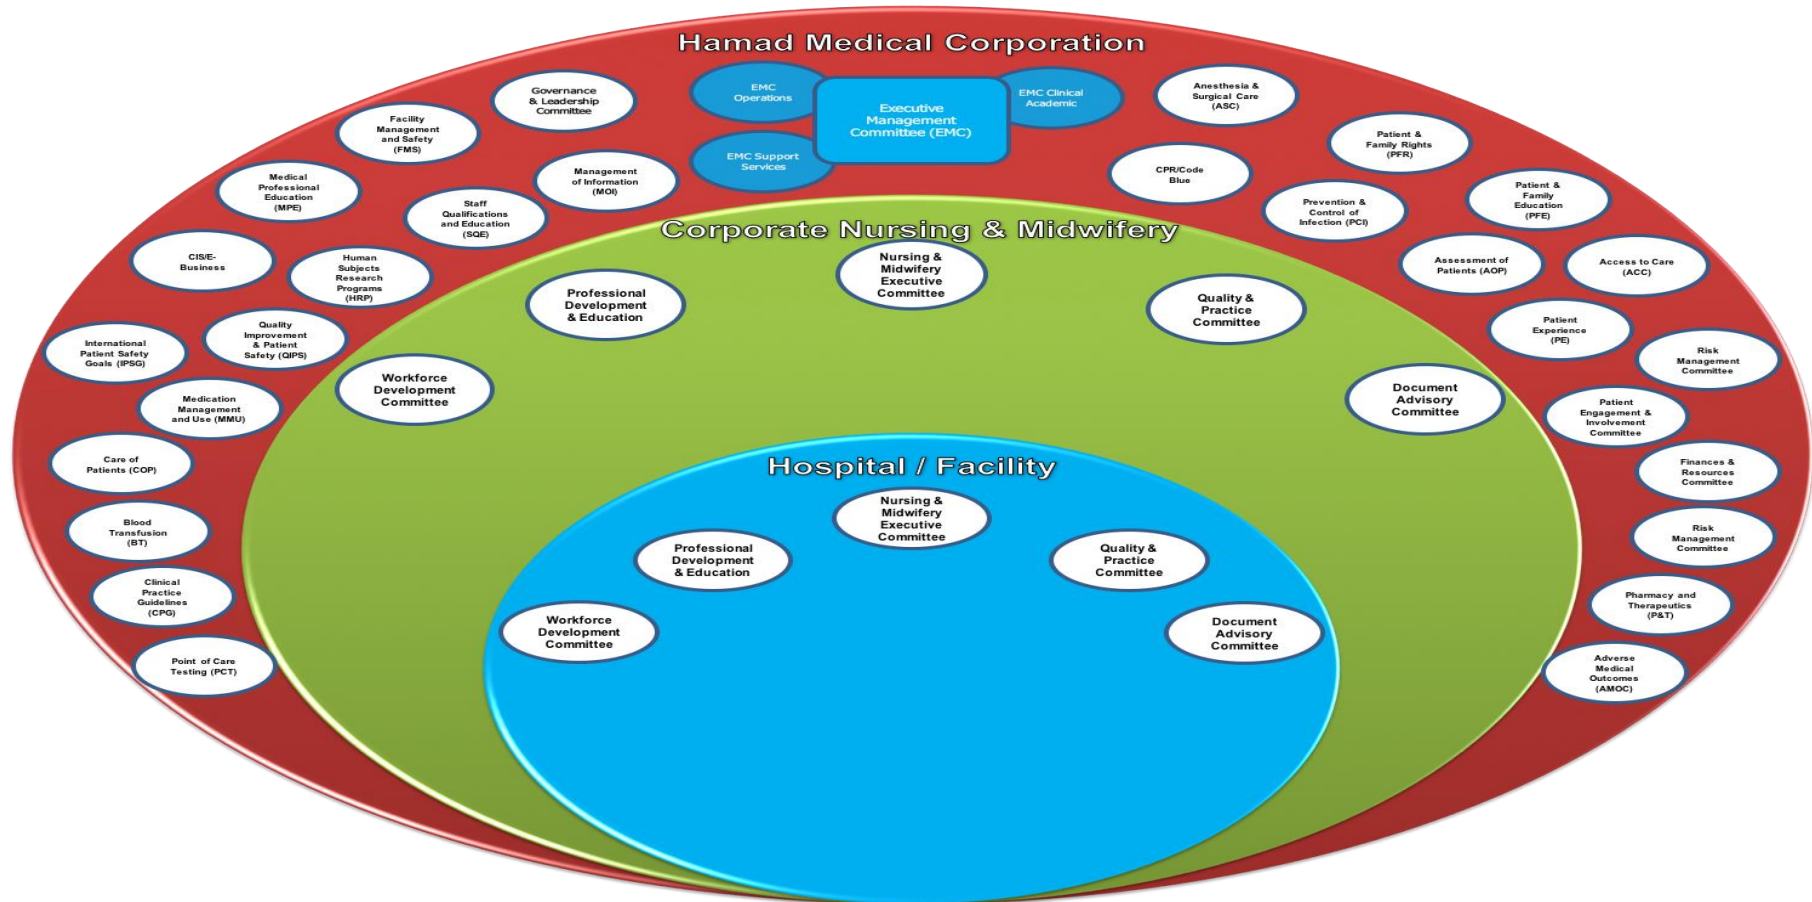 Hamad Medical Corporation
EMC
Operations
Executive
Management
Committee (EMC)
EMC Clinical
Academic
EMC Support
Services
Governance
& Leadership
Committee
Facility
Management
and Safety
(FMS)
Management
of Information
(MOI)
Medical
Professional
Education
(MPE)
Staff
Qualifications
and Education
(SQE)
CIS/E-
Business
Human
Subjects
Research
Programs
(HRP)
International
Patient Safety
Goals (IPSG)
Quality
Improvement
& Patient
Safety (QIPS)
Medication
Management
and Use (MMU)
Care of
Patients (COP)
Blood
Transfusion
(BT)
Clinical
Practice
Guidelines
(CPG)
Point of Care
Testing (PCT)
Anesthesia &
Surgical Care
(ASC)
Patient &
Family Rights
(PFR)
CPR/Code
Blue
Prevention &
Control of
Infection (PCI)
Patient &
Family
Education
(PFE)
Assessment of
Patients (AOP)
Access to Care
(ACC)
Patient
Experience
(PE)
Risk
Management
Committee
Patient
Engagement &
Involvement
Committee
Finances &
Resources
Committee
Risk
Management
Committee
Pharmacy and
Therapeutics
(P&T)
Adverse
Medical
Outcomes
(AMOC)
Corporate Nursing & Midwifery
Nursing &
Midwifery
Executive
Committee
Professional
Development
& Education
Quality &
Practice
Committee
Workforce
Development
Committee
Document
Advisory
Committee
Hospital / Facility
Nursing &
Midwifery
Executive
Committee
Professional
Development
& Education
Quality &
Practice
Committee
Workforce
Development
Committee
Document
Advisory
Committee